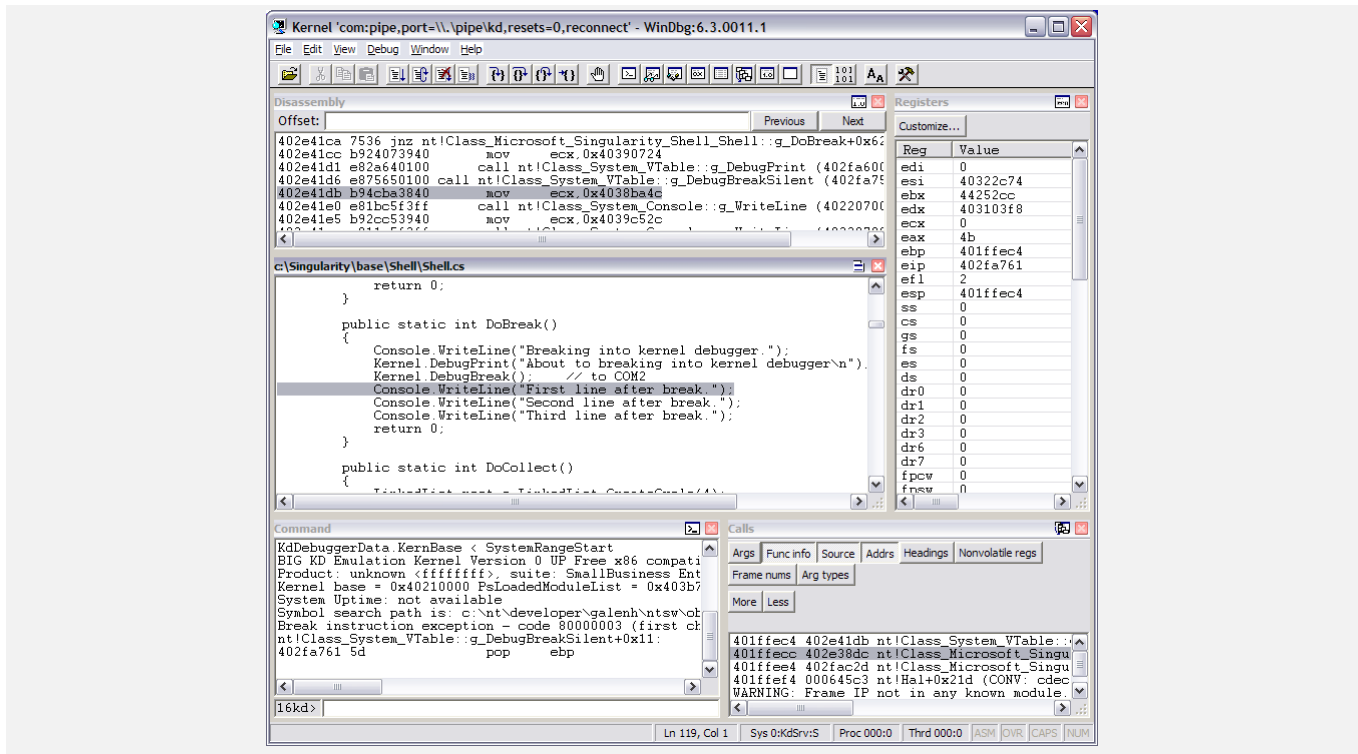 Kernel 'com:pipe,port=\\.\pipe\kd,resets=0,reconnect' - WinDbg:6.3.0011.1
File Edit View Debug Window Help
Disassembly
Offset:
Previous Next
402e41ca 7536 jnz nt!Class_Microsoft_Singularity_Shell_Shell::g_DoBreak+0x62
402e41cc b924073940 mov ecx,0x40390724
402e41d1 e82a640100 call nt!Class_System_VTable::g_DebugPrint (402fa600
402e41d6 e875650100 call nt!Class_System_VTable::g_DebugBreakSilent (402fa75
402e41db b94cba3840 mov ecx,0x4038ba4c
402e41e0 e81bc5f3ff call nt!Class_System_Console::g_WriteLine (40220700
402e41e5 b92cc53940 mov ecx,0x4039c52c
c:\Singularity\base\Shell\Shell.cs
return 0;
}
public static int DoBreak()
{
Console.WriteLine("Breaking into kernel debugger.");
Kernel.DebugPrint("About to breaking into kernel debugger\n").
Kernel.DebugBreak(); // to COM2
Console.WriteLine("First line after break.");
Console.WriteLine("Second line after break.");
Console.WriteLine("Third line after break.");
return 0;
}
public static int DoCollect()
{
Registers
Customize...
Reg Value
edi 0
esi 40322c74
ebx 44252cc
edx 403103f8
ecx 0
eax 4b
ebp 401ffec4
eip 402fa761
efl 2
esp 401ffec4
ss 0
cs 0
gs 0
fs 0
es 0
ds 0
dr0 0
dr1 0
dr2 0
dr3 0
dr6 0
dr7 0
fpcw 0
fpsw 0
Command
KdDebuggerData.KernBase < SystemRangeStart
BIG KD Emulation Kernel Version 0 UP Free x86 compati
Product: unknown <ffffffff>, suite: SmallBusiness Ent
Kernel base = 0x40210000 PsLoadedModuleList = 0x403b7
System Uptime: not available
Symbol search path is: c:\nt\developer\galenh\ntsw\ob
Break instruction exception - code 80000003 (first ch
nt!Class_System_VTable::g_DebugBreakSilent+0x11:
402fa761 5d pop ebp
16kd>
Calls
Args Func info Source Addrs Headings Nonvolatile regs
Frame nums Arg types
More Less
401ffec4 402e41db nt!Class_System_VTable::
401ffecc 402e38dc nt!Class_Microsoft_Singu
401ffee4 402fac2d nt!Class_Microsoft_Singu
401ffef4 000645c3 nt!Hal+0x21d (CONV: cdec
WARNING: Frame IP not in any known module.
Ln 119, Col 1 Sys 0:KdSrv:S Proc 000:0 Thrd 000:0 ASM OVR CAPS NUM